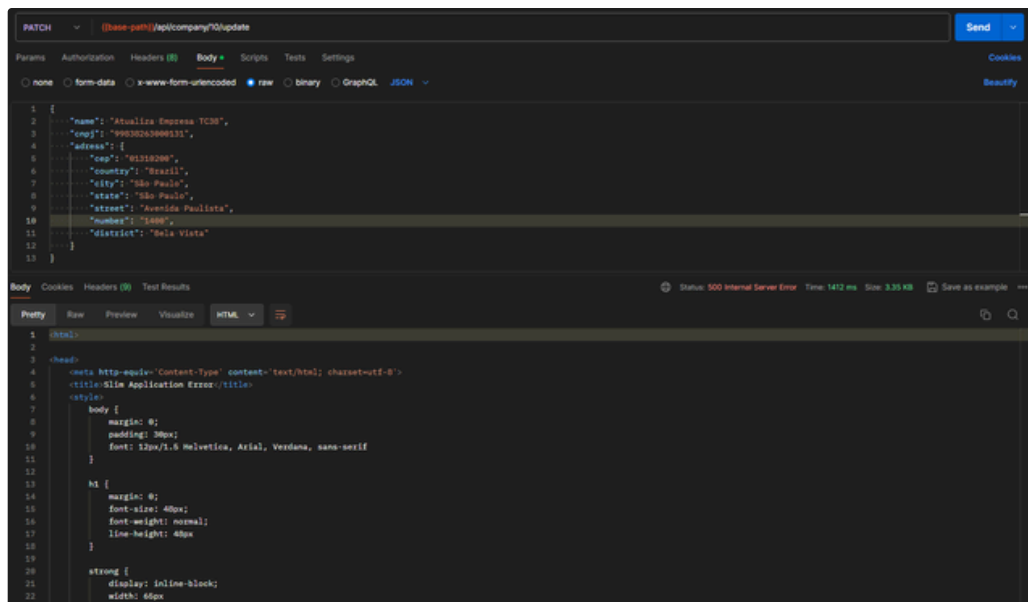 PATCH {{base-path}}/api/company/10/update Send
Params Authorization Headers (8) Body Scripts Tests Settings Cookies
none form-data x-www-form-urlencoded raw binary GraphQL JSON Beautify
1 {
2 "name": "Atualiza Empresa TC38",
3 "cnpj": "99838263000131",
4 "adress": {
5 "cep": "01310200",
6 "country": "Brazil",
7 "city": "São Paulo",
8 "state": "São Paulo",
9 "street": "Avenida Paulista",
10 "number": "1400",
11 "district": "Bela Vista"
12 }
13 }
Body Cookies Headers (9) Test Results Status: 500 Internal Server Error Time: 1412 ms Size: 3.35 KB Save as example
Pretty Raw Preview Visualize HTML
1 <html>
2
3 <head>
4 <meta http-equiv='Content-Type' content='text/html; charset=utf-8'>
5 <title>Slim Application Error</title>
6 <style>
7 body {
8 margin: 0;
9 padding: 30px;
10 font: 12px/1.5 Helvetica, Arial, Verdana, sans-serif
11 }
12
13 h1 {
14 margin: 0;
15 font-size: 48px;
16 font-weight: normal;
17 line-height: 48px
18 }
19
20 strong {
21 display: inline-block;
22 width: 65px